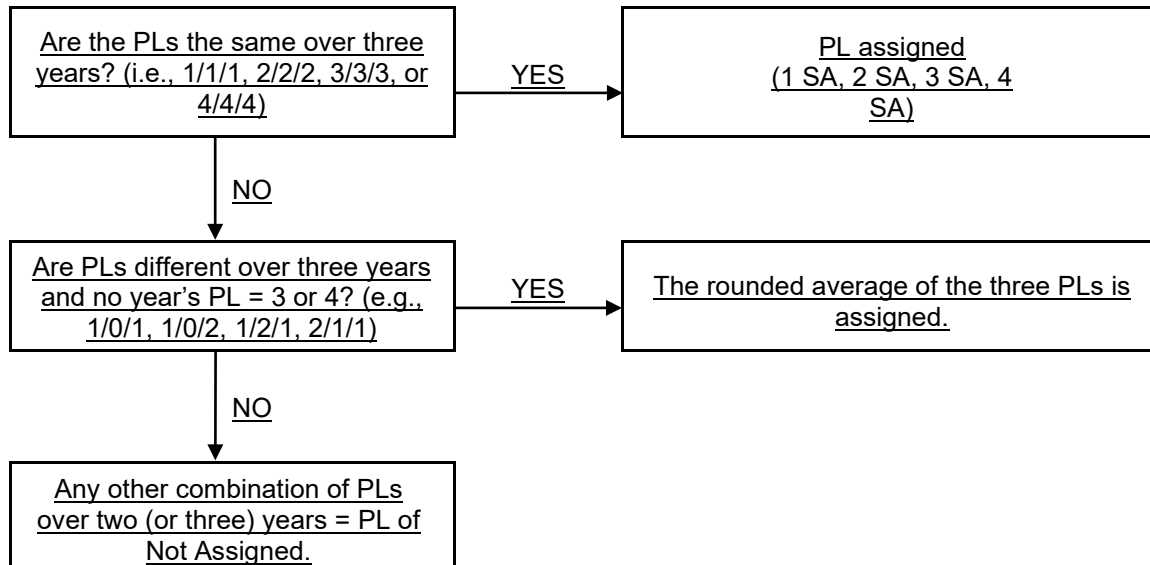 Are the PLs the same over three
years? (i.e., 1/1/1, 2/2/2, 3/3/3, or
4/4/4)
YES
PL assigned
(1 SA, 2 SA, 3 SA, 4
SA)
NO
Are PLs different over three years
and no year’s PL = 3 or 4? (e.g.,
1/0/1, 1/0/2, 1/2/1, 2/1/1)
YES
The rounded average of the three PLs is
assigned.
NO
Any other combination of PLs
over two (or three) years = PL of
Not Assigned.